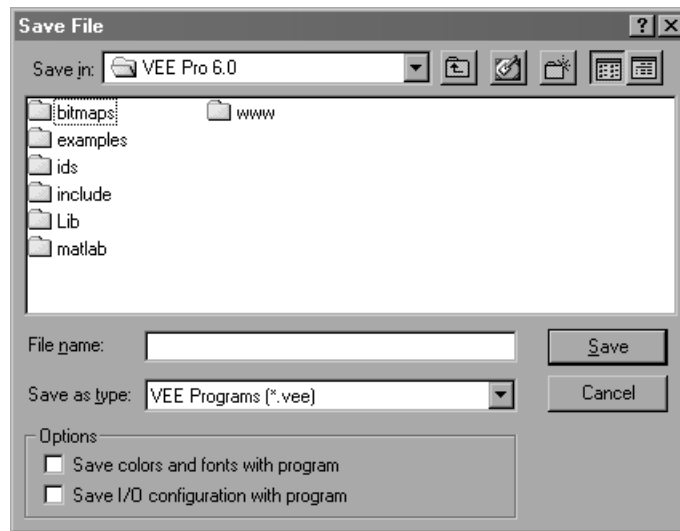 Save File
Save in: VEE Pro 6.0
bitmaps www
examples
ids
include
Lib
matlab
File name: Save
Save as type: VEE Programs (*.vee) Cancel
Options
Save colors and fonts with program
Save I/O configuration with program